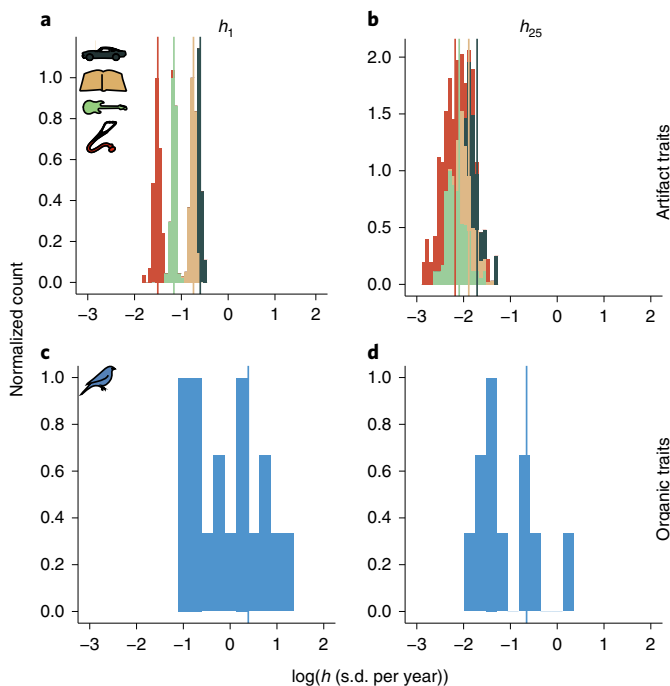 a
h1
b
h25
1.0
0.8
0.6
0.4
0.2
0.0
−3 −2 −1 0 1 2
2.0
1.5
1.0
0.5
0.0
−3 −2 −1 0 1 2
Artifact traits
Normalized count
c
1.0
0.8
0.6
0.4
0.2
0.0
−3 −2 −1 0 1 2
d
1.0
0.8
0.6
0.4
0.2
0.0
−3 −2 −1 0 1 2
Organic traits
log(h (s.d. per year))